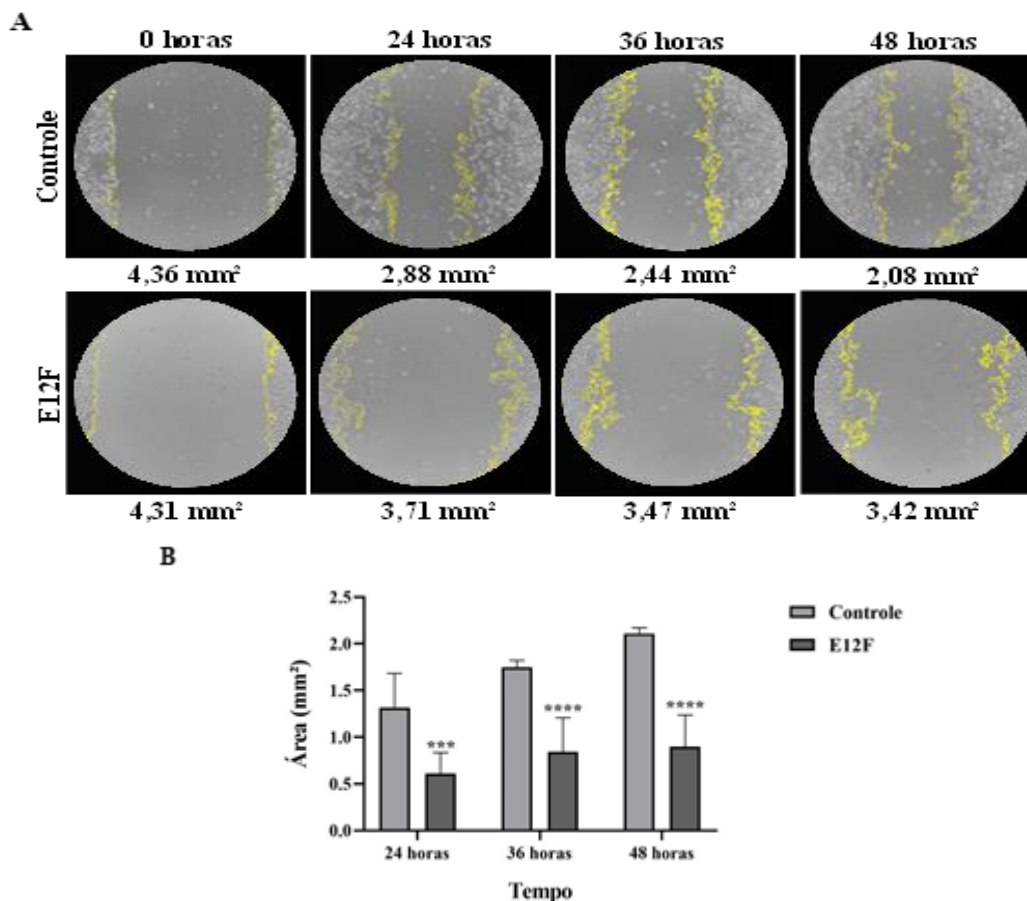 A
0 horas 24 horas 36 horas 48 horas
Controle
4,36 mm² 2,88 mm² 2,44 mm² 2,08 mm²
E12F
4,31 mm² 3,71 mm² 3,47 mm² 3,42 mm²
B
Área (mm²)
2.5
2.0
1.5
1.0
0.5
0.0
***
****
****
24 horas 36 horas 48 horas
Tempo
Controle
E12F